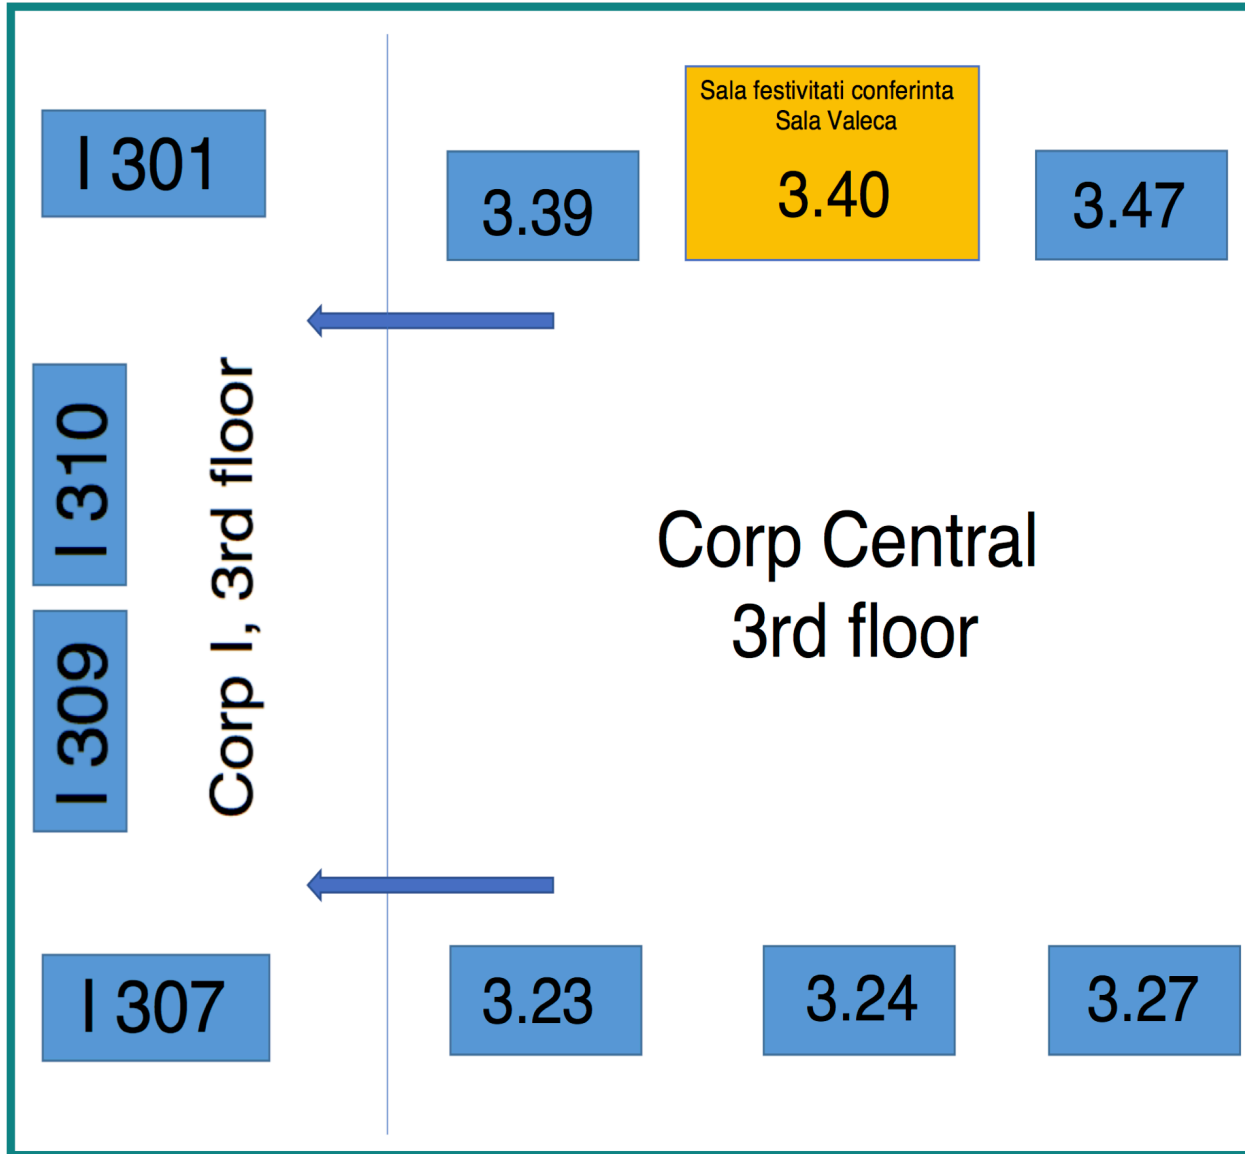 I 301
I 310
I 309
I 307
Corp I, 3rd floor
Sala festivitati conferinta
Sala Valeca
3.39
3.40
3.47
Corp Central
3rd floor
3.23
3.24
3.27